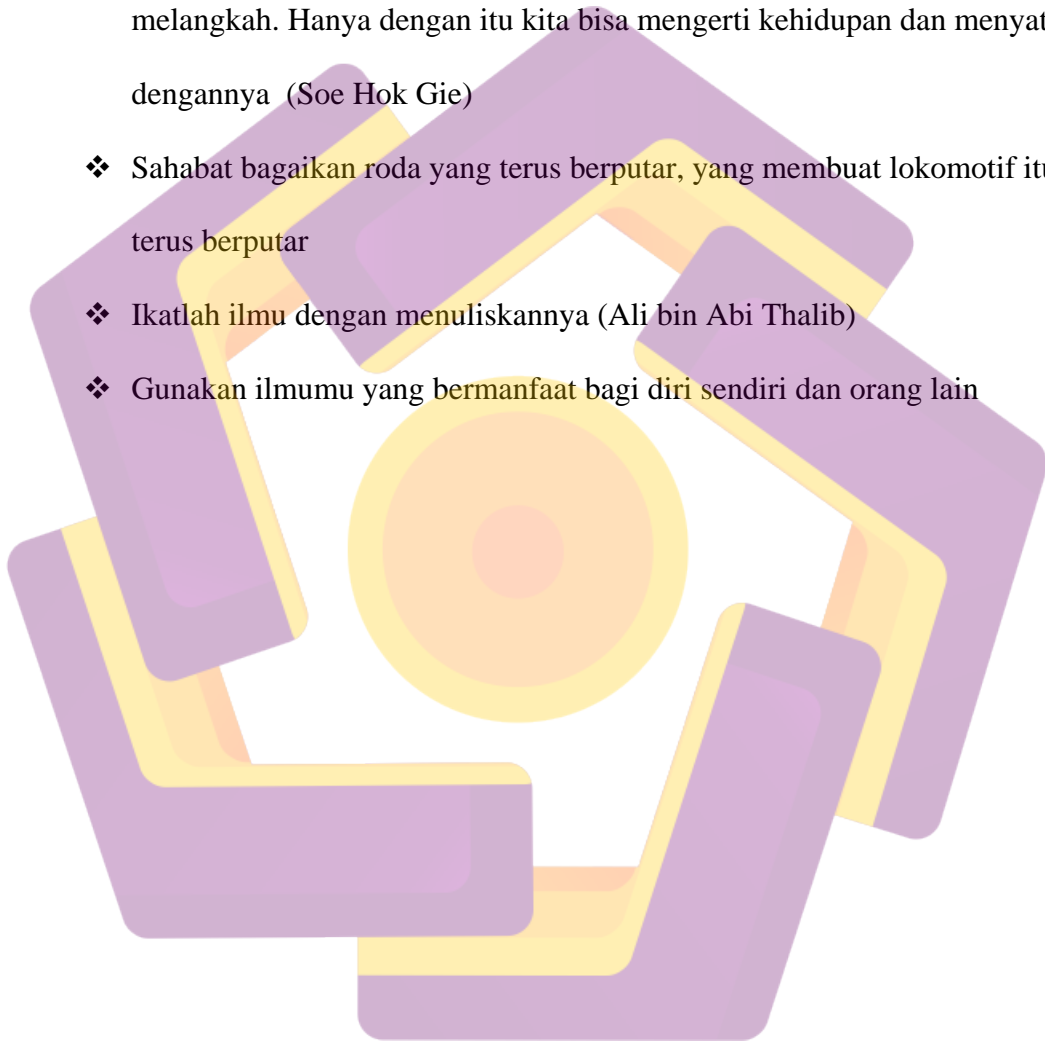 melangkah. Hanya dengan itu kita bisa mengerti kehidupan dan menyat
dengannya (Soe Hok Gie)
❖ Sahabat bagaikan roda yang terus berputar, yang membuat lokomotif itu
terus berputar
❖ Ikatlah ilmu dengan menuliskannya (Ali bin Abi Thalib)
❖ Gunakan ilmumu yang bermanfaat bagi diri sendiri dan orang lain